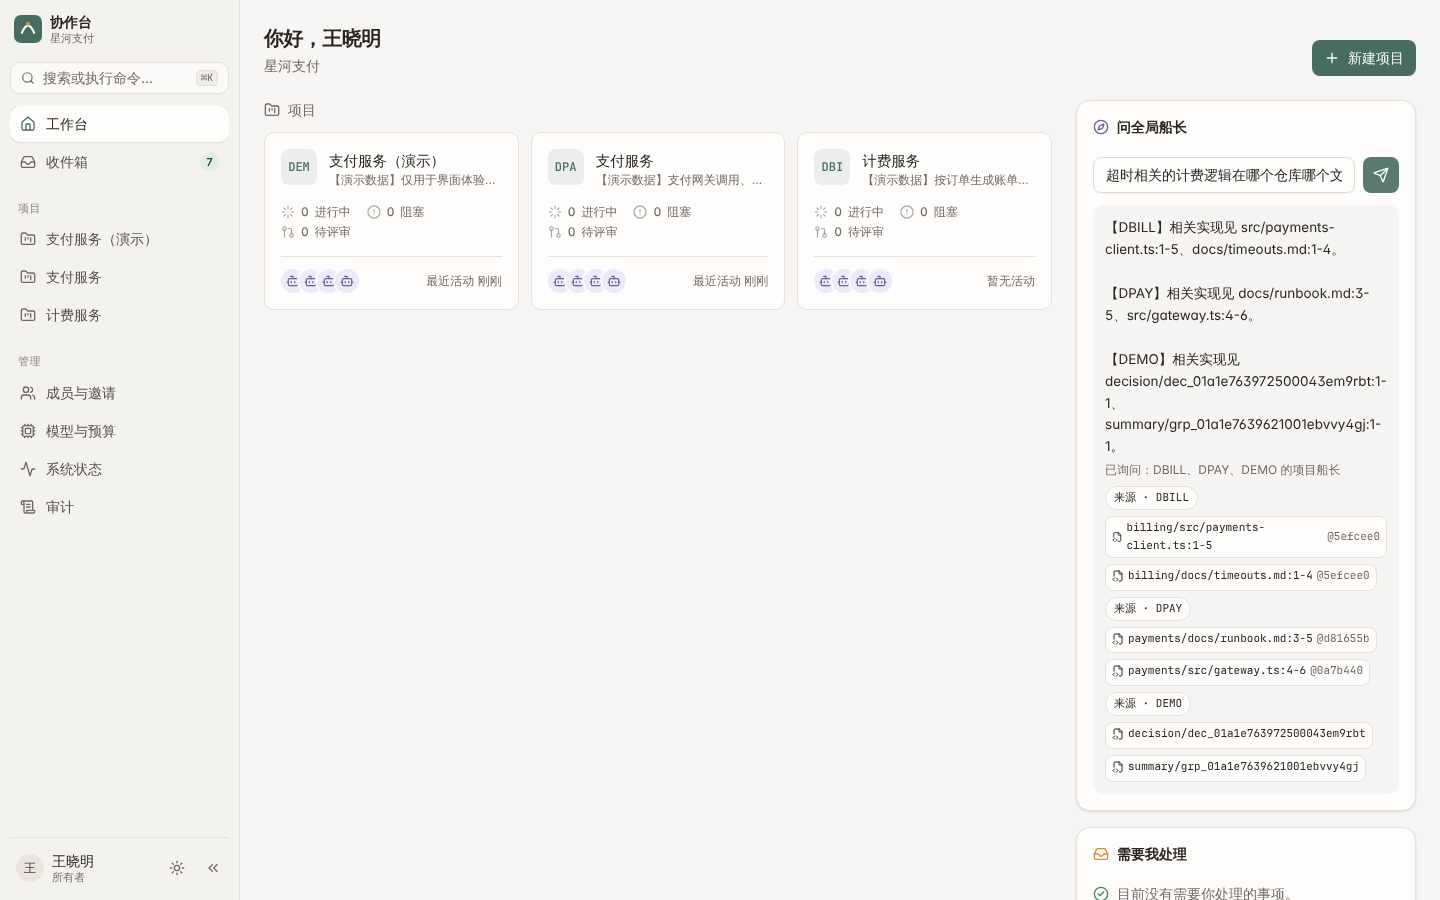 协作台
星河支付
搜索或执行命令... ⌘K
工作台
收件箱 7
项目
支付服务（演示）
支付服务
计费服务
管理
成员与邀请
模型与预算
系统状态
审计
王 王晓明
所有者
你好，王晓明
星河支付
新建项目
项目
DEM 支付服务（演示）
【演示数据】仅用于界面体验...
0 进行中 0 阻塞
0 待评审
最近活动 刚刚
DPA 支付服务
【演示数据】支付网关调用、...
0 进行中 0 阻塞
0 待评审
最近活动 刚刚
DBI 计费服务
【演示数据】按订单生成账单...
0 进行中 0 阻塞
0 待评审
暂无活动
问全局船长
超时相关的计费逻辑在哪个仓库哪个文
【DBILL】相关实现见 src/payments-
client.ts:1-5、docs/timeouts.md:1-4。
【DPAY】相关实现见 docs/runbook.md:3-
5、src/gateway.ts:4-6。
【DEMO】相关实现见
decision/dec_01a1e763972500043em9rbt:1-
1、
summary/grp_01a1e7639621001ebvvy4gj:1-
1。
已询问：DBILL、DPAY、DEMO 的项目船长
来源 · DBILL
billing/src/payments-
client.ts:1-5 @5efcee0
billing/docs/timeouts.md:1-4 @5efcee0
来源 · DPAY
payments/docs/runbook.md:3-5 @d81655b
payments/src/gateway.ts:4-6 @0a7b440
来源 · DEMO
decision/dec_01a1e763972500043em9rbt
summary/grp_01a1e7639621001ebvvy4gj
需要我处理
目前没有需要你处理的事项。